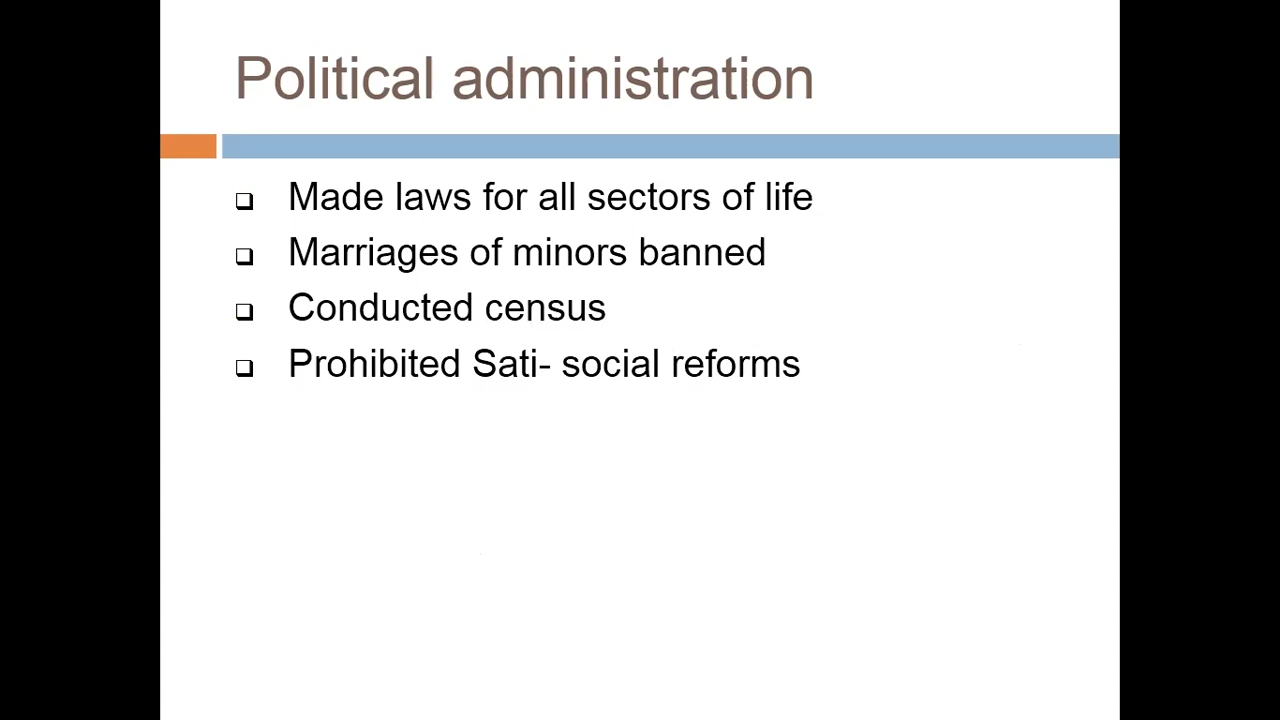 Political administration
Made laws for all sectors of life
Marriages of minors banned
Conducted census
Prohibited Sati- social reforms